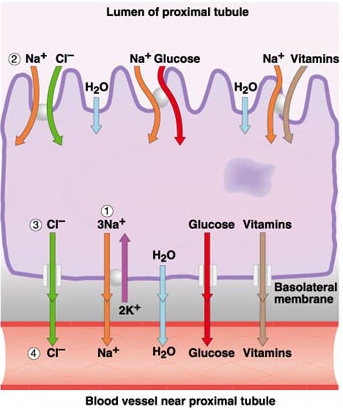 Lumen of proximal tubule
② Na⁺ Cl⁻ Na⁺ Glucose Na⁺ Vitamins
H₂O H₂O
①
③ Cl⁻ 3Na⁺ Glucose Vitamins
H₂O
Basolateral
membrane
2K⁺
④ Cl⁻ Na⁺ H₂O Glucose Vitamins
Blood vessel near proximal tubule